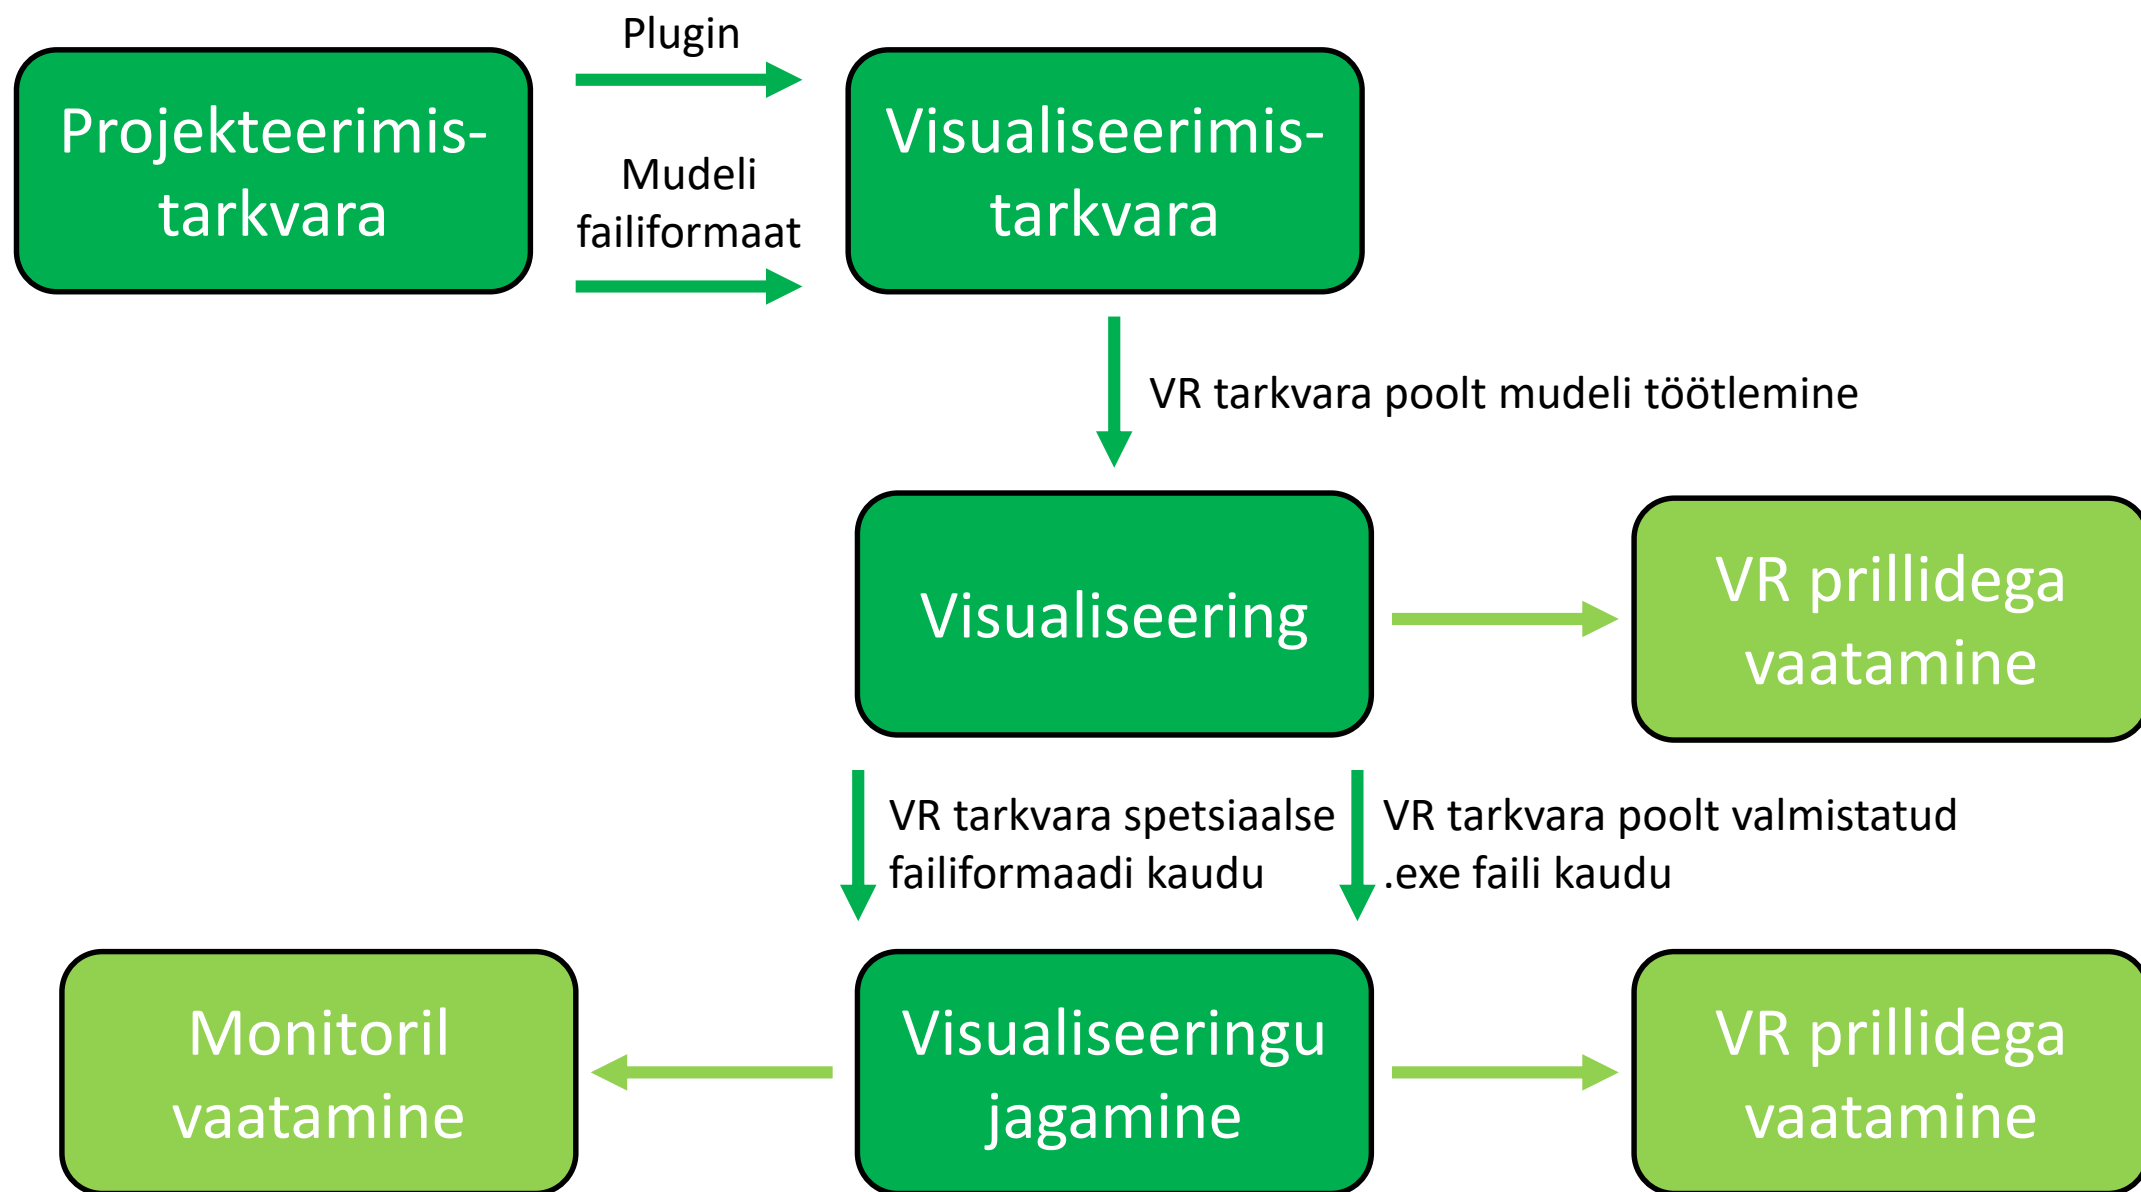 Plugin
Projekteerimis-
tarkvara
Mudeli
failiformaat
Visualiseerimis-
tarkvara
VR tarkvara poolt mudeli töötlemine
Visualiseering
VR prillidega
vaatamine
VR tarkvara spetsiaalse
failiformaadi kaudu
VR tarkvara poolt valmistatud
.exe faili kaudu
Monitoril
vaatamine
Visualiseeringu
jagamine
VR prillidega
vaatamine